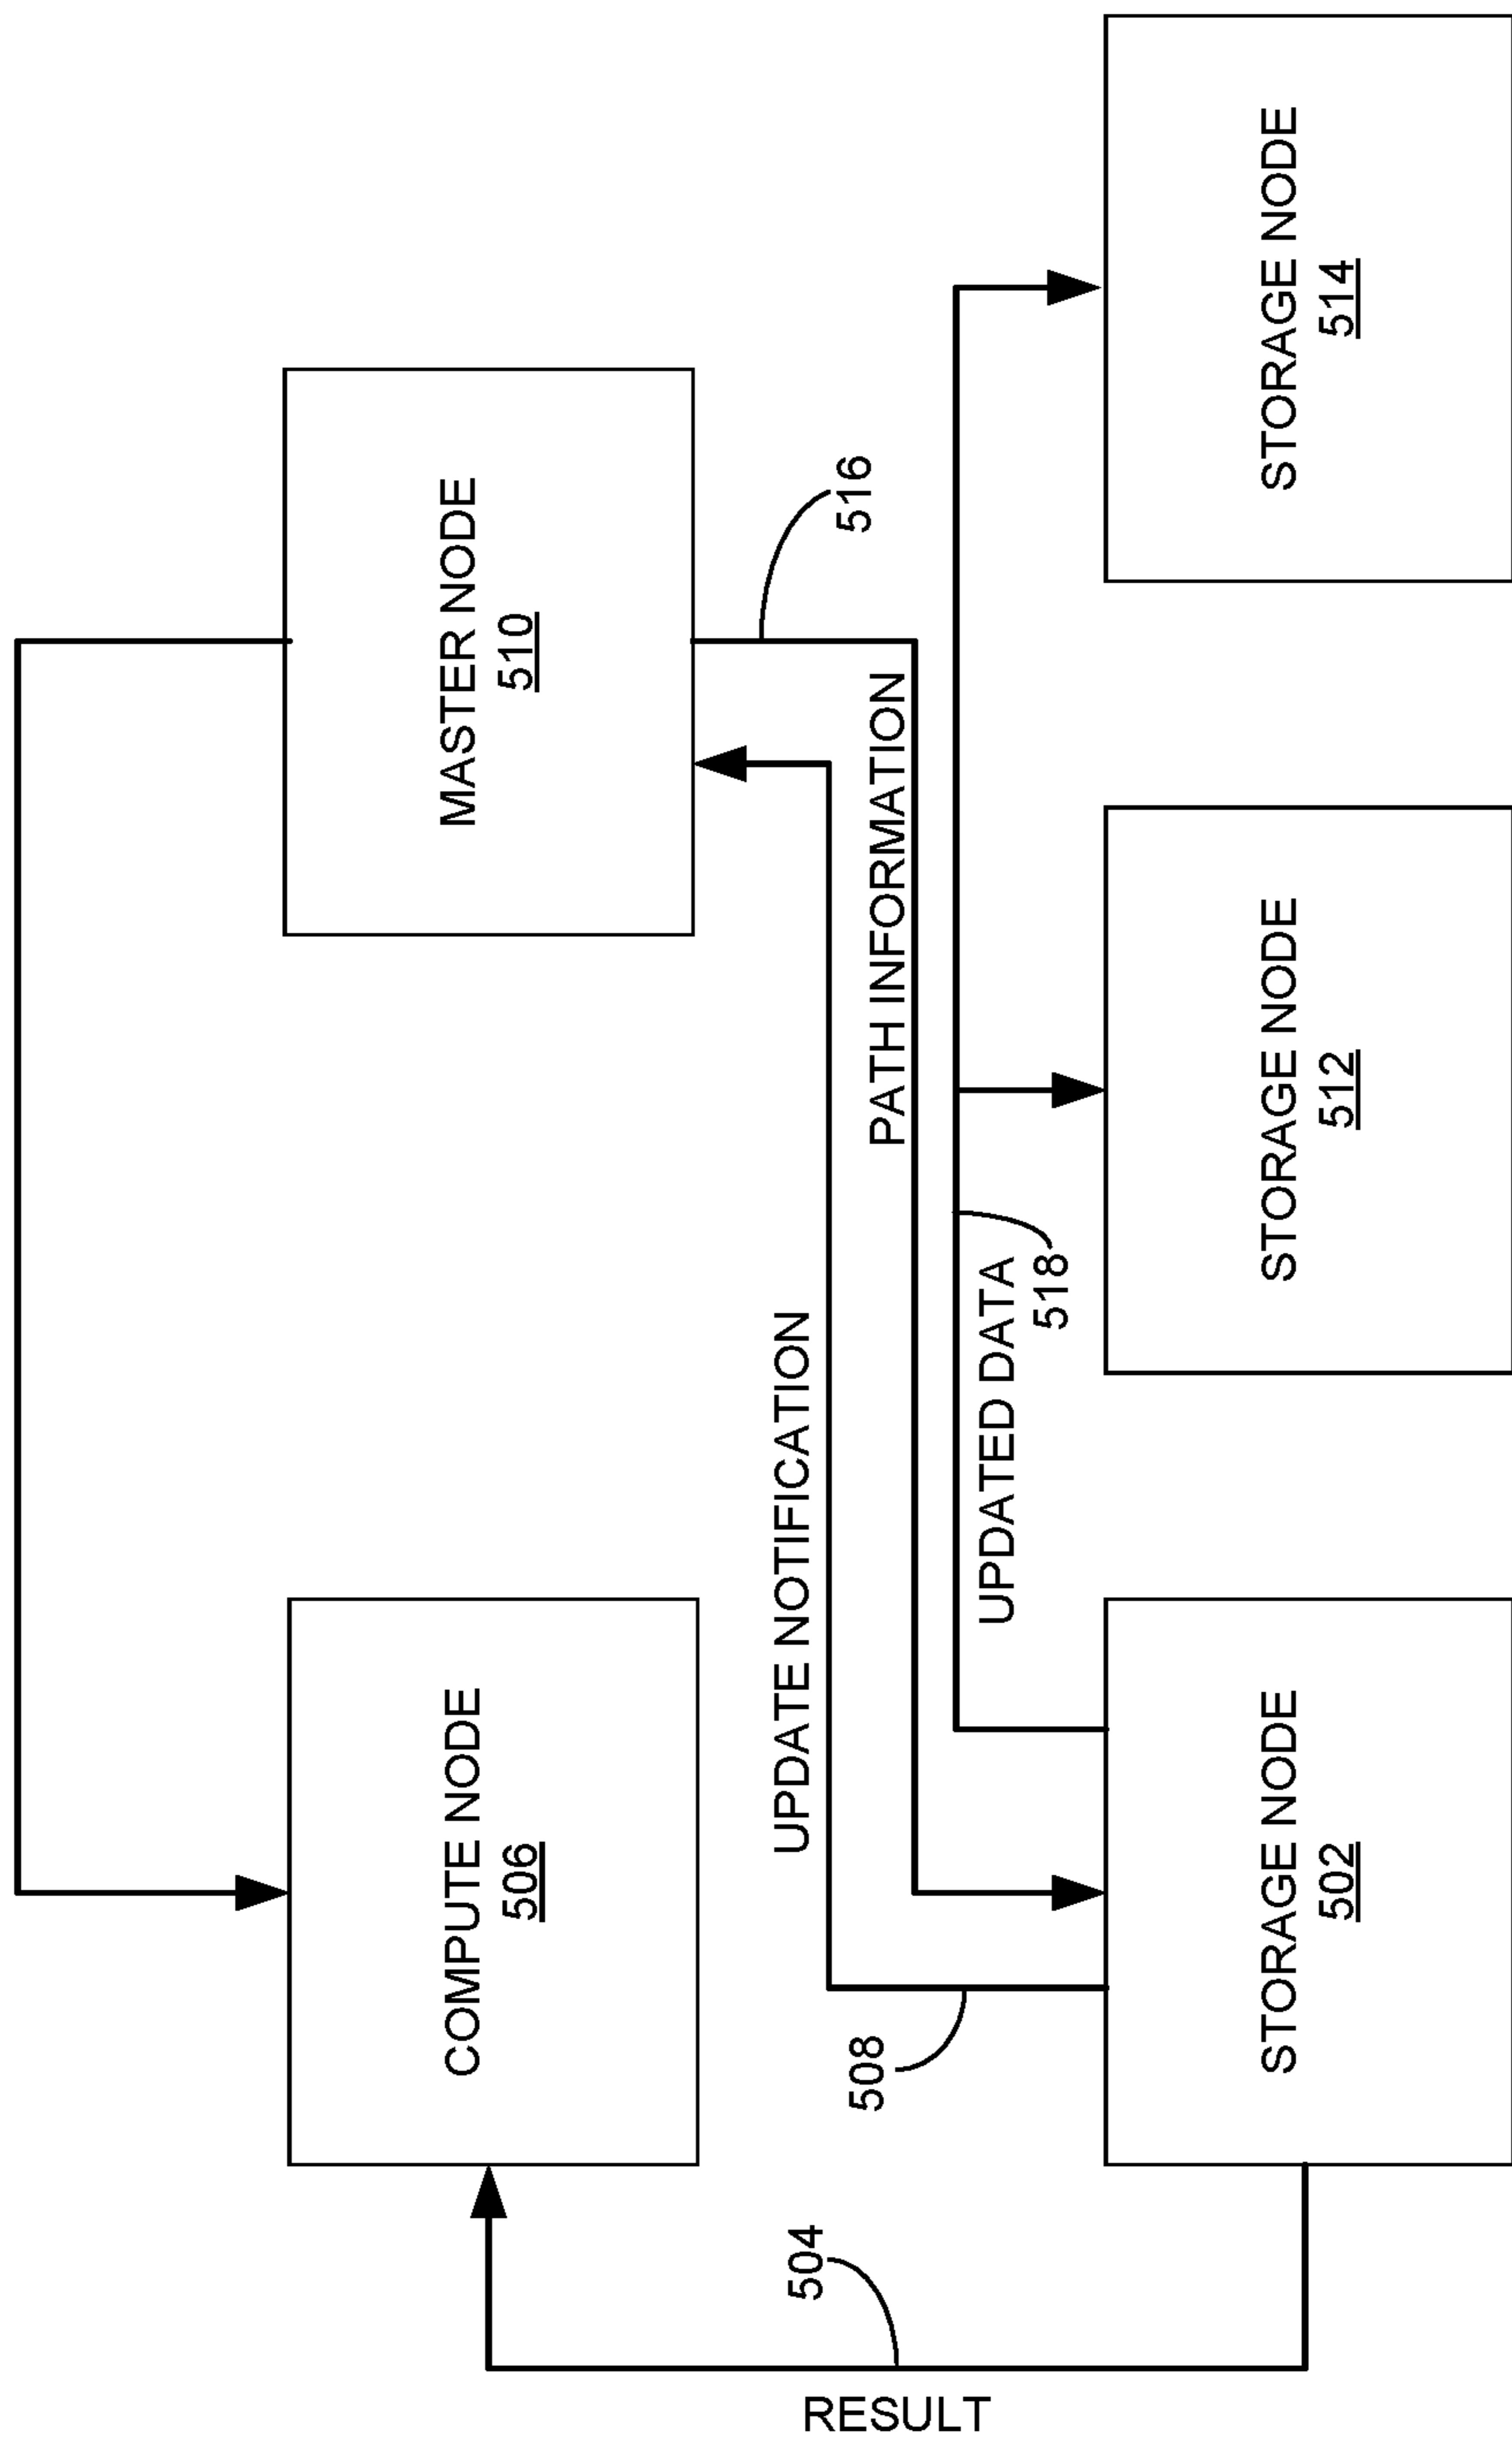 RESULT
504
COMPUTE NODE
506
MASTER NODE
510
UPDATE NOTIFICATION
508
PATH INFORMATION
516
UPDATED DATA
518
STORAGE NODE
502
STORAGE NODE
512
STORAGE NODE
514